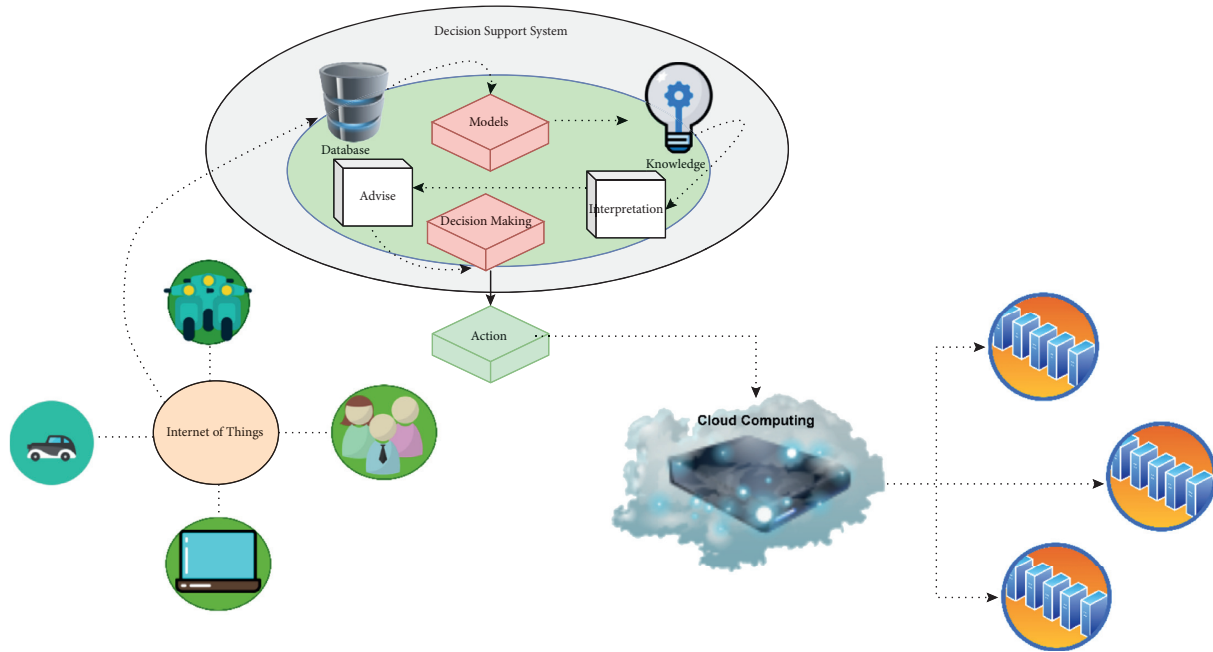 Decision Support System
Models
Database
Knowledge
Advise
Interpretation
Decision Making
Action
Cloud Computing
Internet of Things